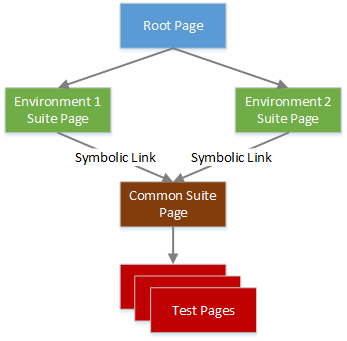 Root Page
Environment 1
Suite Page
Environment 2
Suite Page
Symbolic Link
Symbolic Link
Common Suite
Page
Test Pages